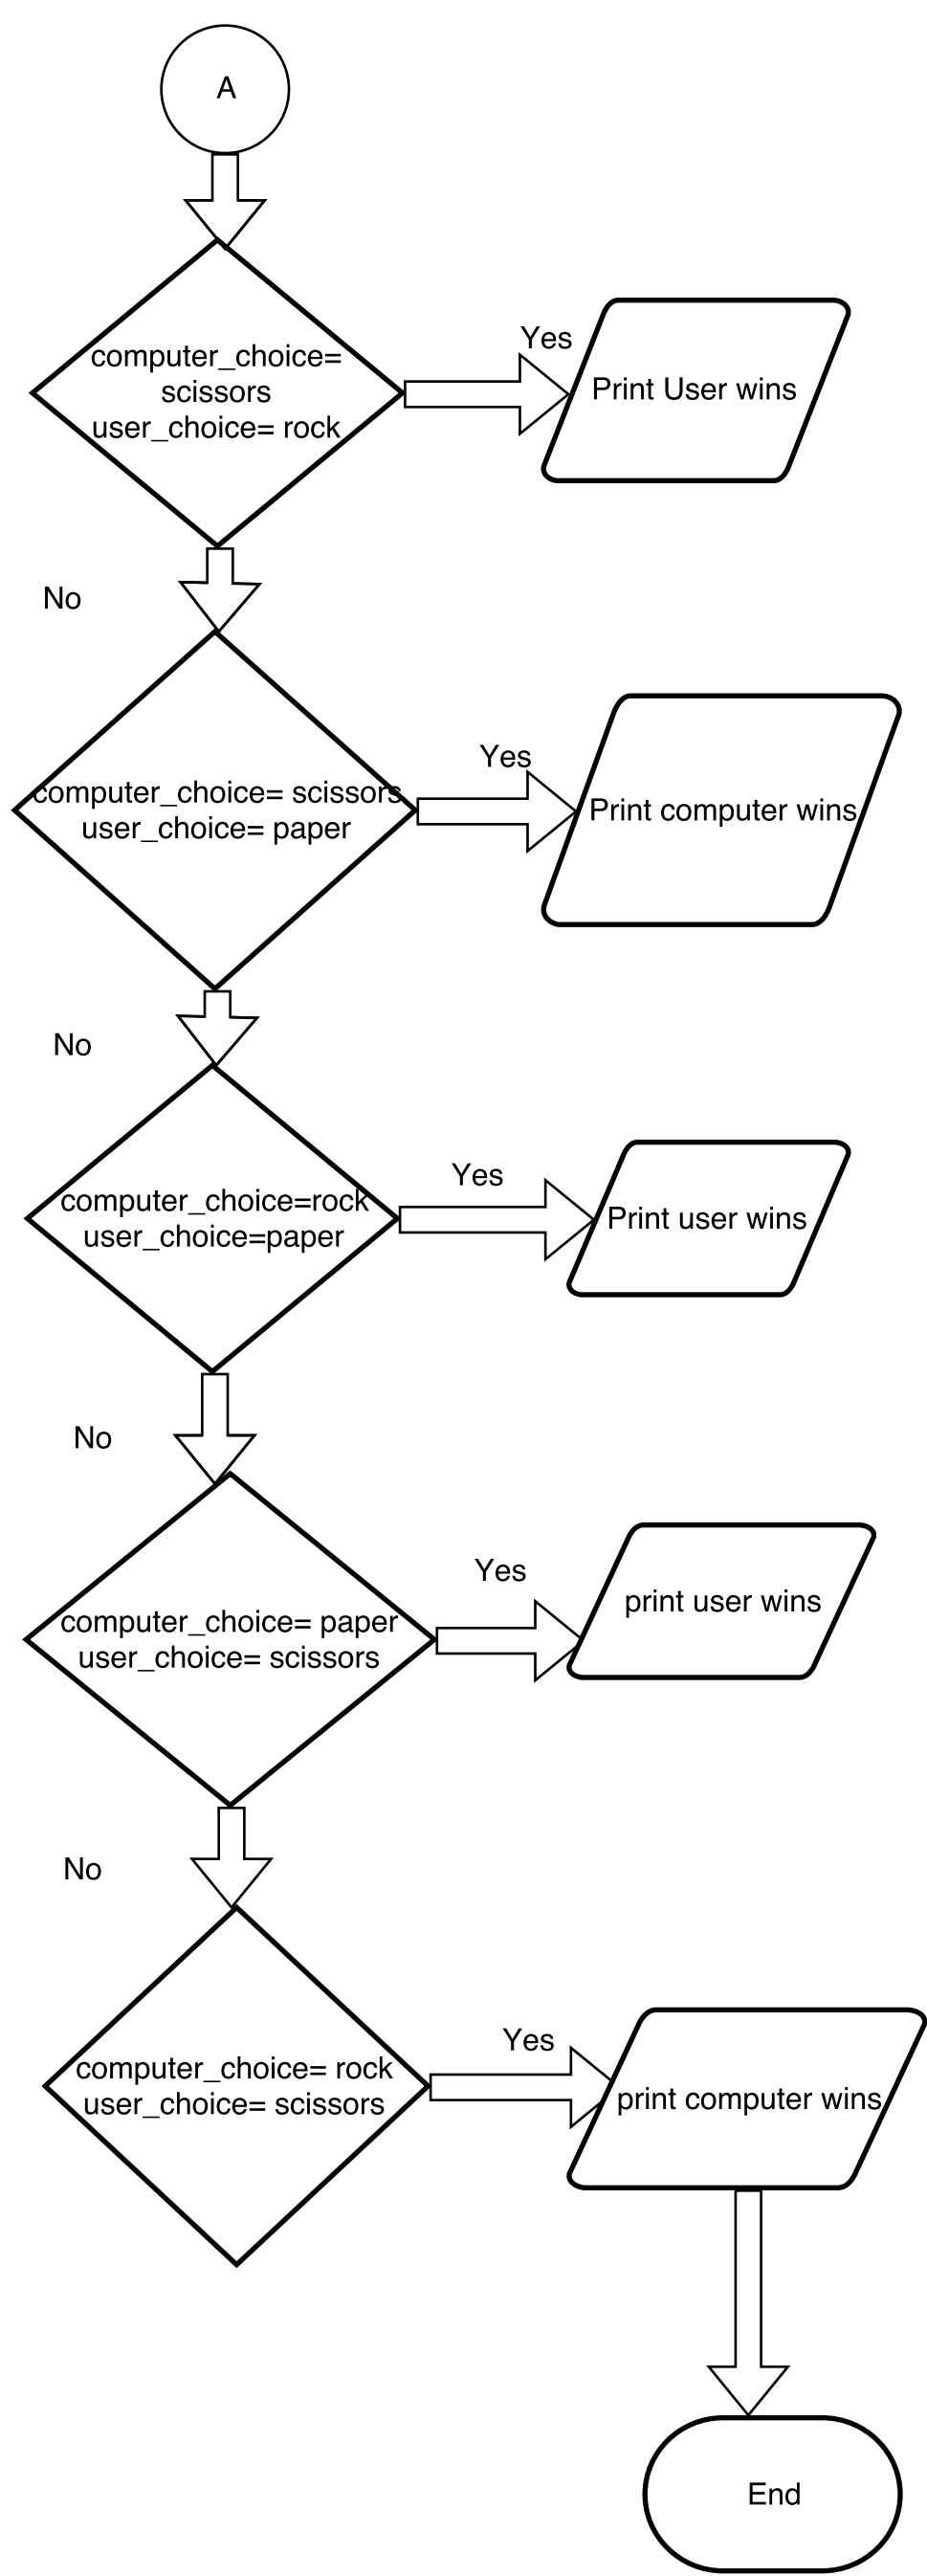 A
computer_choice=
scissors
user_choice= rock
Yes
Print User wins
No
computer_choice= scissors
user_choice= paper
Yes
Print computer wins
No
computer_choice=rock
user_choice=paper
Yes
Print user wins
No
computer_choice= paper
user_choice= scissors
Yes
print user wins
No
computer_choice= rock
user_choice= scissors
Yes
print computer wins
End